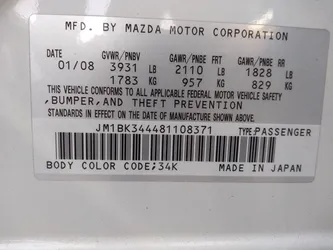 MFD. BY MAZDA MOTOR CORPORATION
GVWR/PNBV GAWR/PNBE FRT GAWR/PNBE RR
01/08 3931 LB 2110 LB 1828 LB
1783 KG 957 KG 829 KG
THIS VEHICLE CONFORMS TO ALL APPLICABLE FEDERAL MOTOR VEHICLE SAFETY
,BUMPER, AND THEFT PREVENTION
STANDARDS IN EFFECT ON THE DATE OF MANUFACTURE SHOWN ABOVE.
JM1BK344481108371 TYPE:PASSENGER
BODY COLOR CODE:34K MADE IN JAPAN